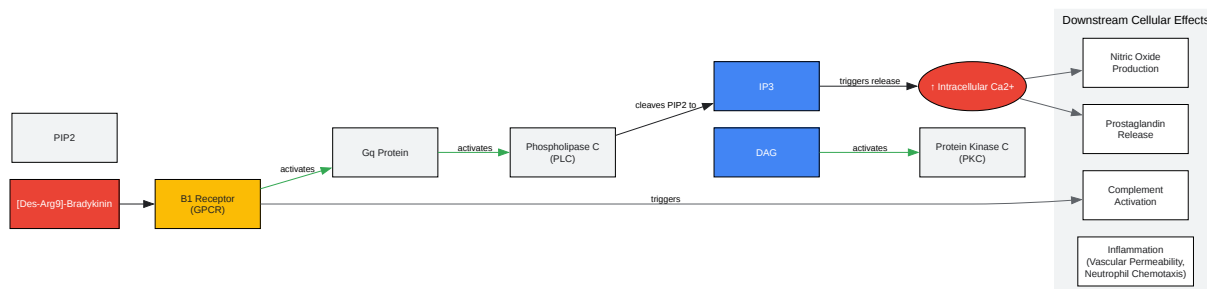 Downstream Cellular Effects
Nitric Oxide
Production
IP3
triggers release
↑ Intracellular Ca2+
cleaves PIP2 to
PIP2
Gq Protein
activates
Phospholipase C
(PLC)
DAG
activates
Protein Kinase C
(PKC)
Prostaglandin
Release
activates
[Des-Arg9]-Bradykinin
B1 Receptor
(GPCR)
triggers
Complement
Activation
Inflammation
(Vascular Permeability,
Neutrophil Chemotaxis)